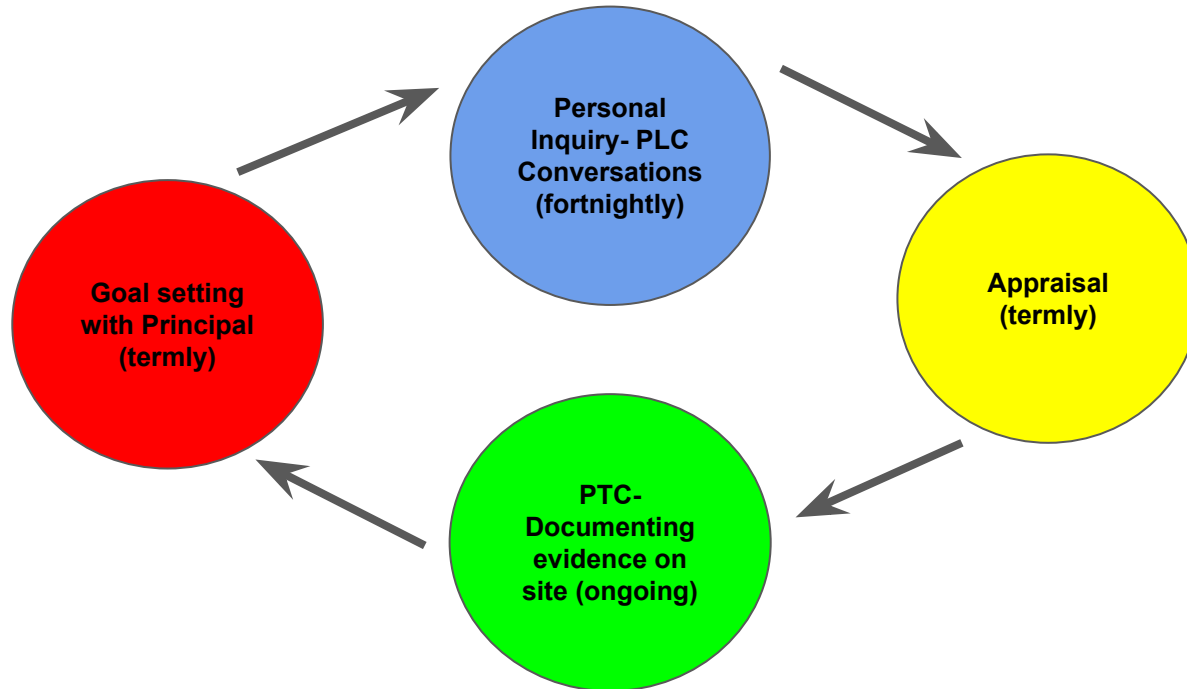 Personal
Inquiry- PLC
Conversations
(fortnightly)
Goal setting
with Principal
(termly)
Appraisal
(termly)
PTC-
Documenting
evidence on
site (ongoing)